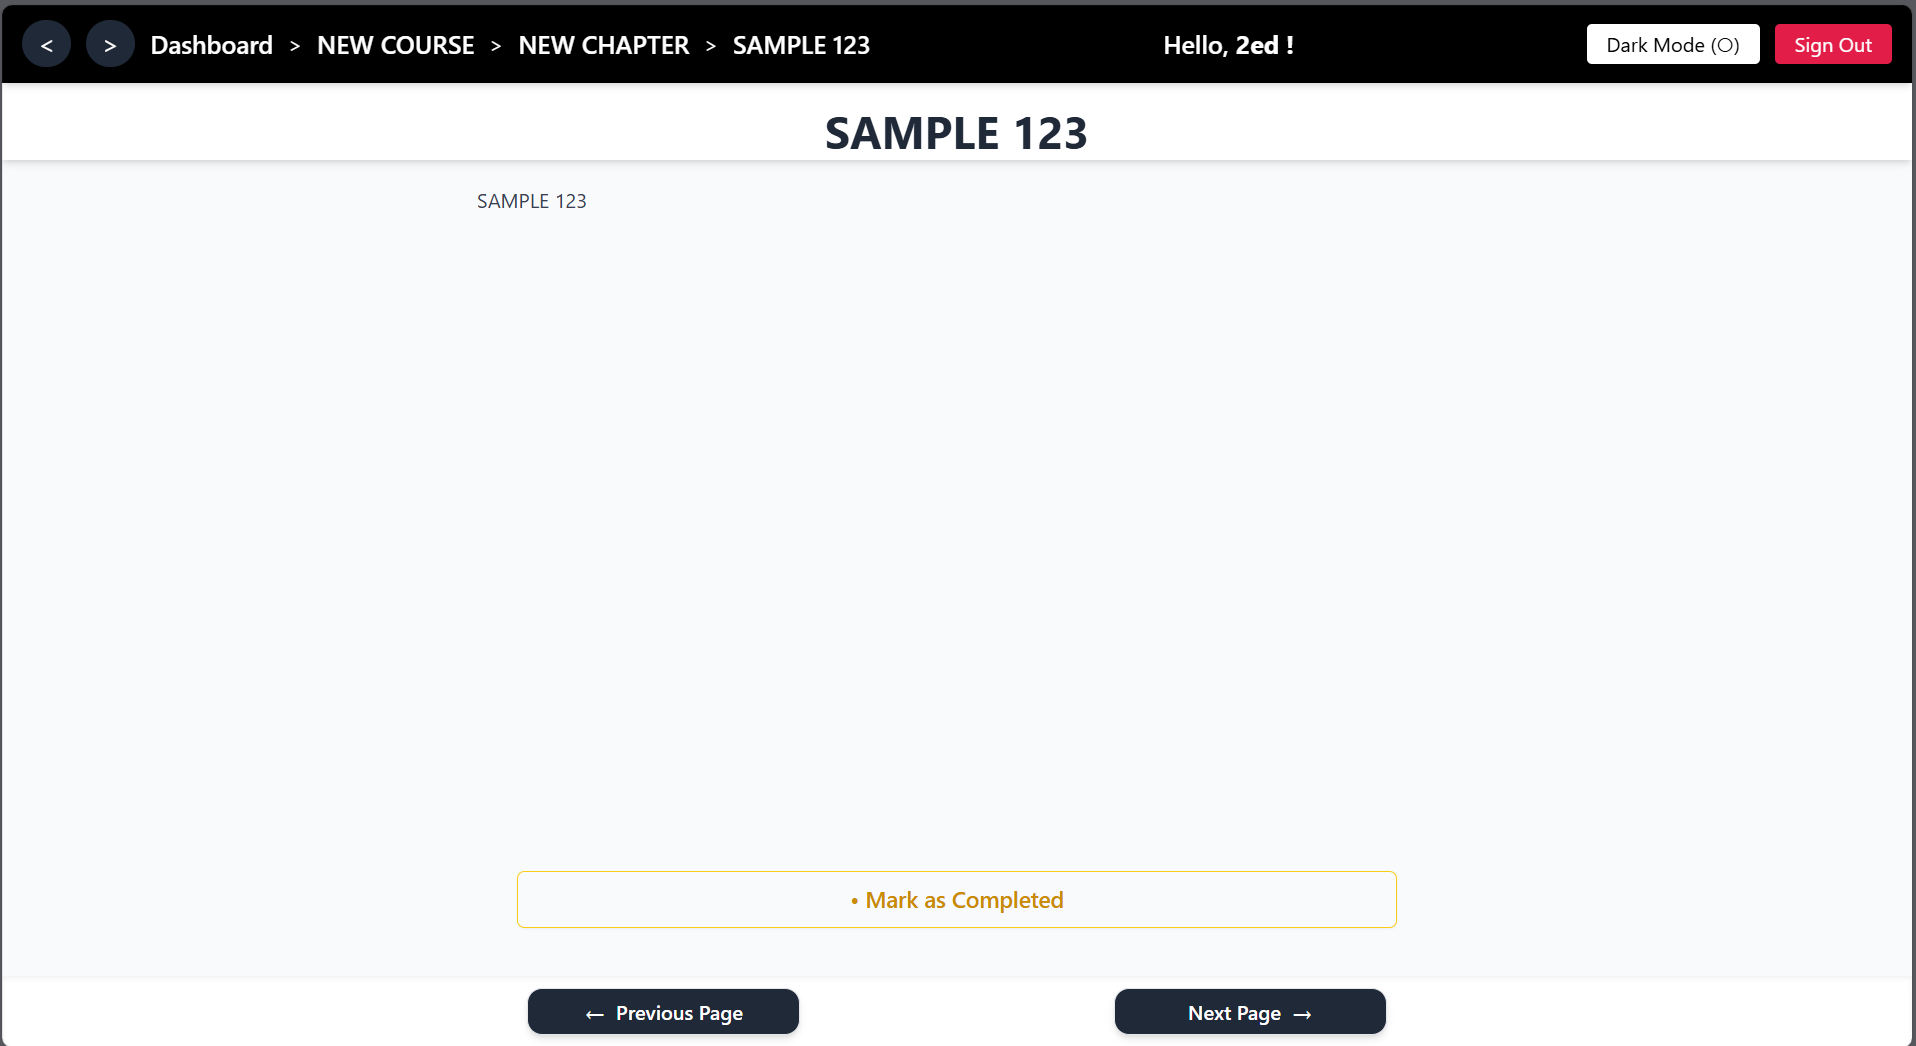 < > Dashboard > NEW COURSE > NEW CHAPTER > SAMPLE 123 Hello, 2ed ! Dark Mode (O) Sign Out
SAMPLE 123
SAMPLE 123
• Mark as Completed
← Previous Page Next Page →